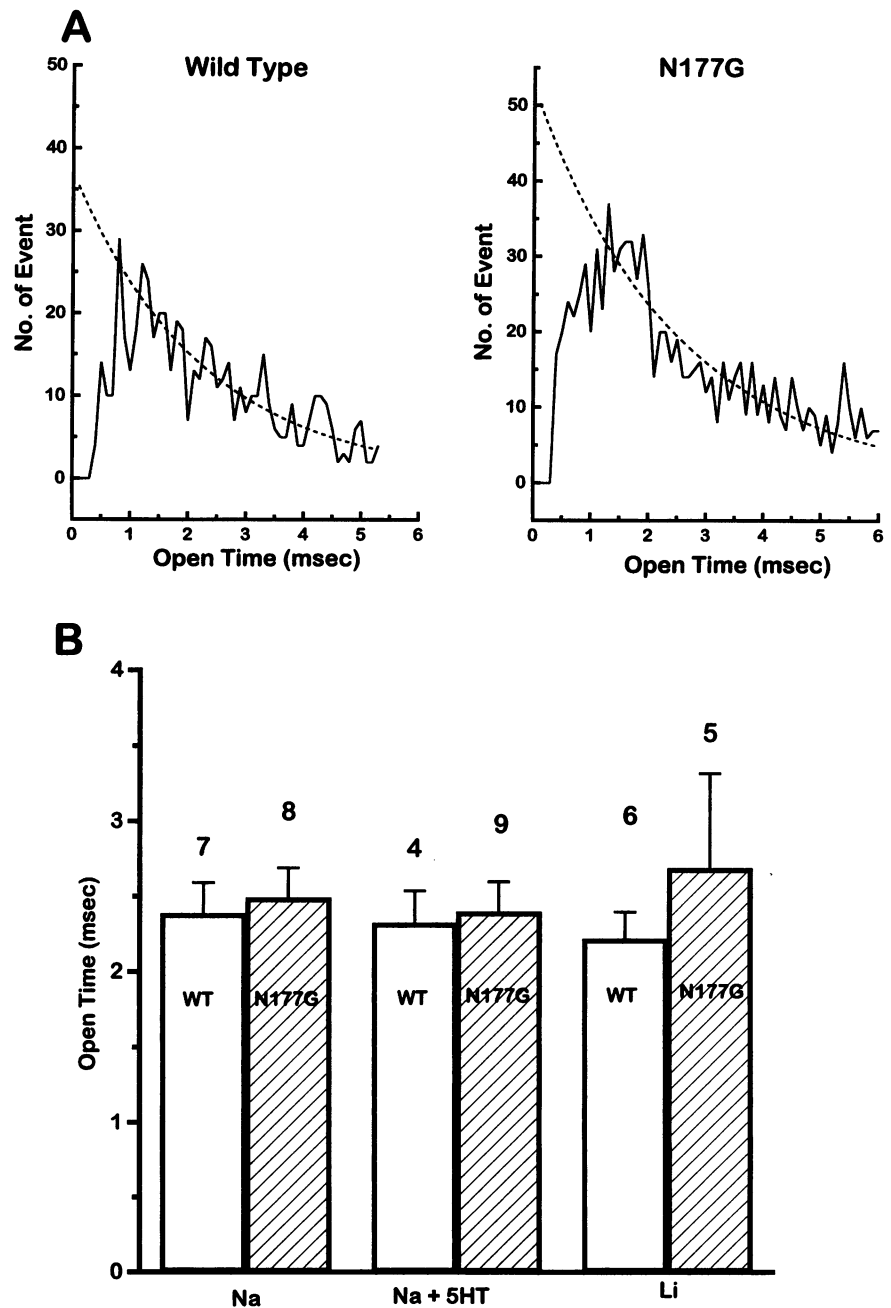 A
Wild Type
N177G
50
40
30
20
10
0
No. of Event
0 1 2 3 4 5 6
Open Time (msec)
50
40
30
20
10
0
No. of Event
0 1 2 3 4 5 6
Open Time (msec)
B
4
3
2
1
0
Open Time (msec)
7 8 4 9 6 5
WT N177G WT N177G WT N177G
Na Na + 5HT Li